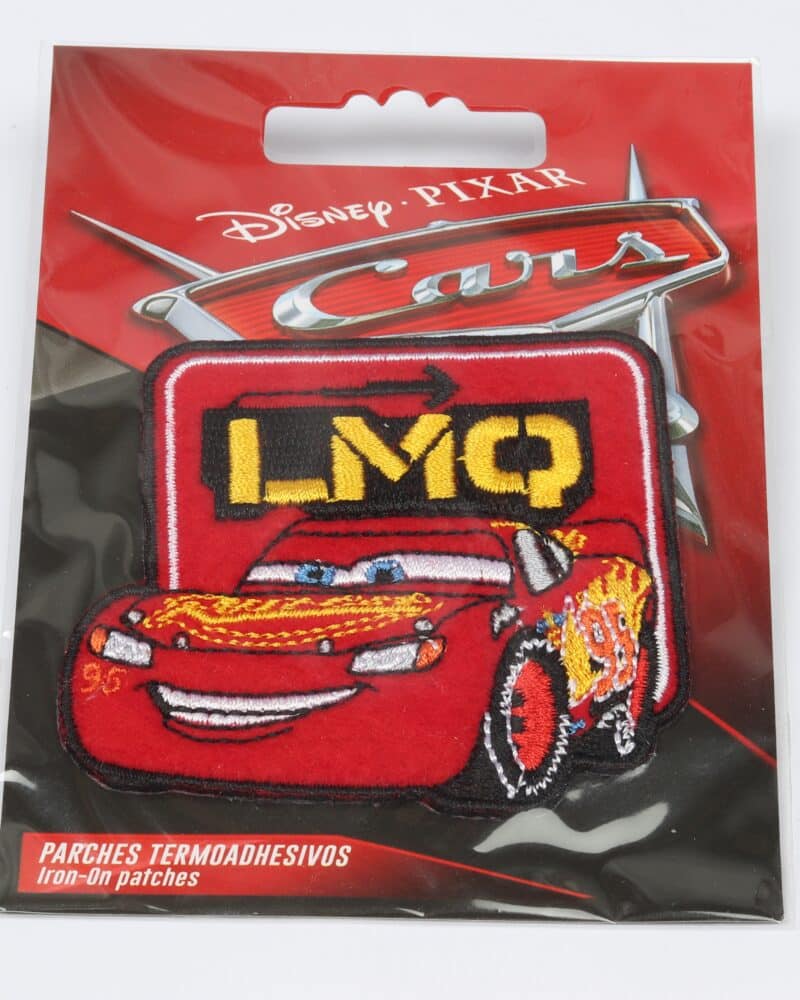 DISNEY · PIXAR
Cars
LMQ
95
95
PARCHES TERMOADHESIVOS
Iron-On patches